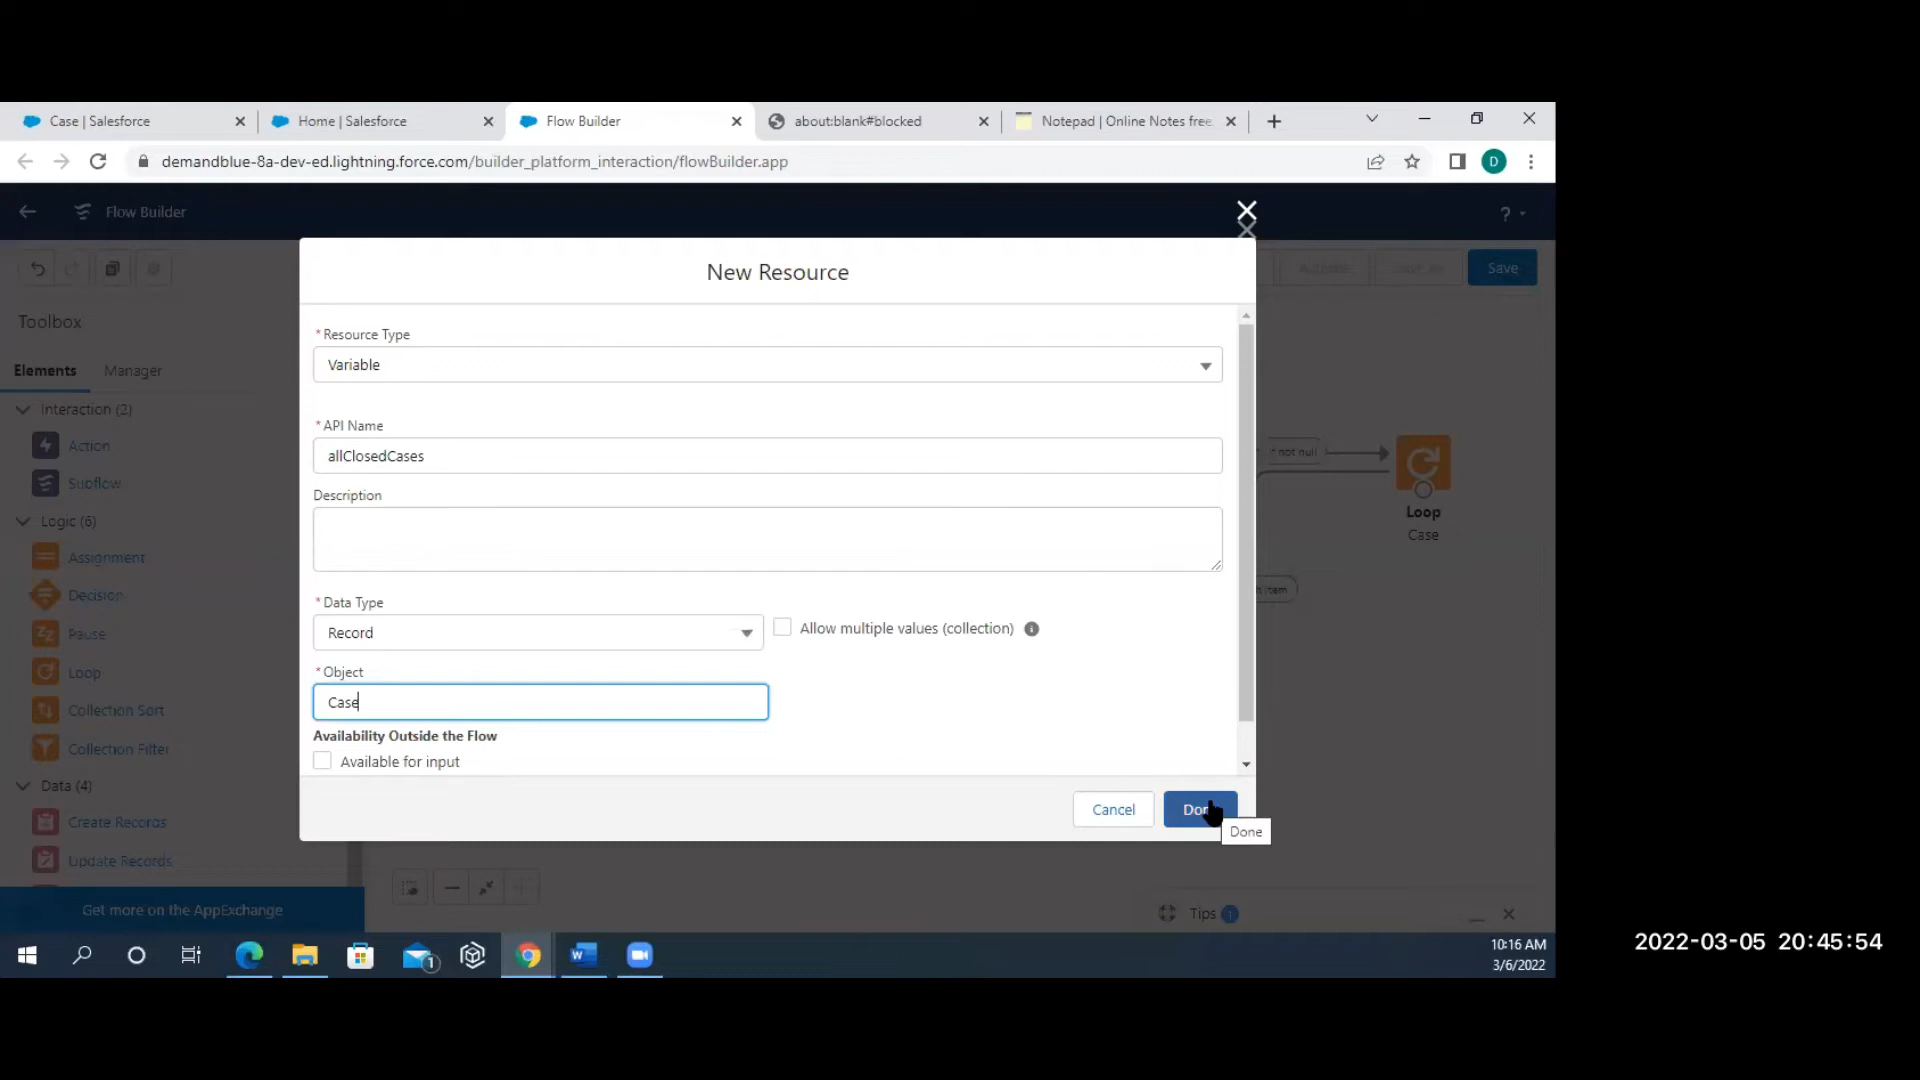 Case | Salesforce
Home | Salesforce
Flow Builder
about:blank#blocked
Notepad | Online Notes free
demandblue-8a-dev-ed.lightning.force.com/builder_platform_interaction/flowBuilder.app
D
Flow Builder
?
New Resource
Save
Toolbox
* Resource Type
Variable
Elements
Manager
Interaction (2)
* API Name
Action
allClosedCases
if not null
Subflow
Description
Loop
Logic (6)
Case
Assignment
Decision
* Data Type
Pause
Record
Allow multiple values (collection)
Loop
* Object
Collection Sort
Case
Availability Outside the Flow
Collection Filter
Available for input
Data (4)
Create Records
Cancel
Done
Update Records
Get more on the AppExchange
Tips
10:16 AM
3/6/2022
1
2022-03-05 20:45:54